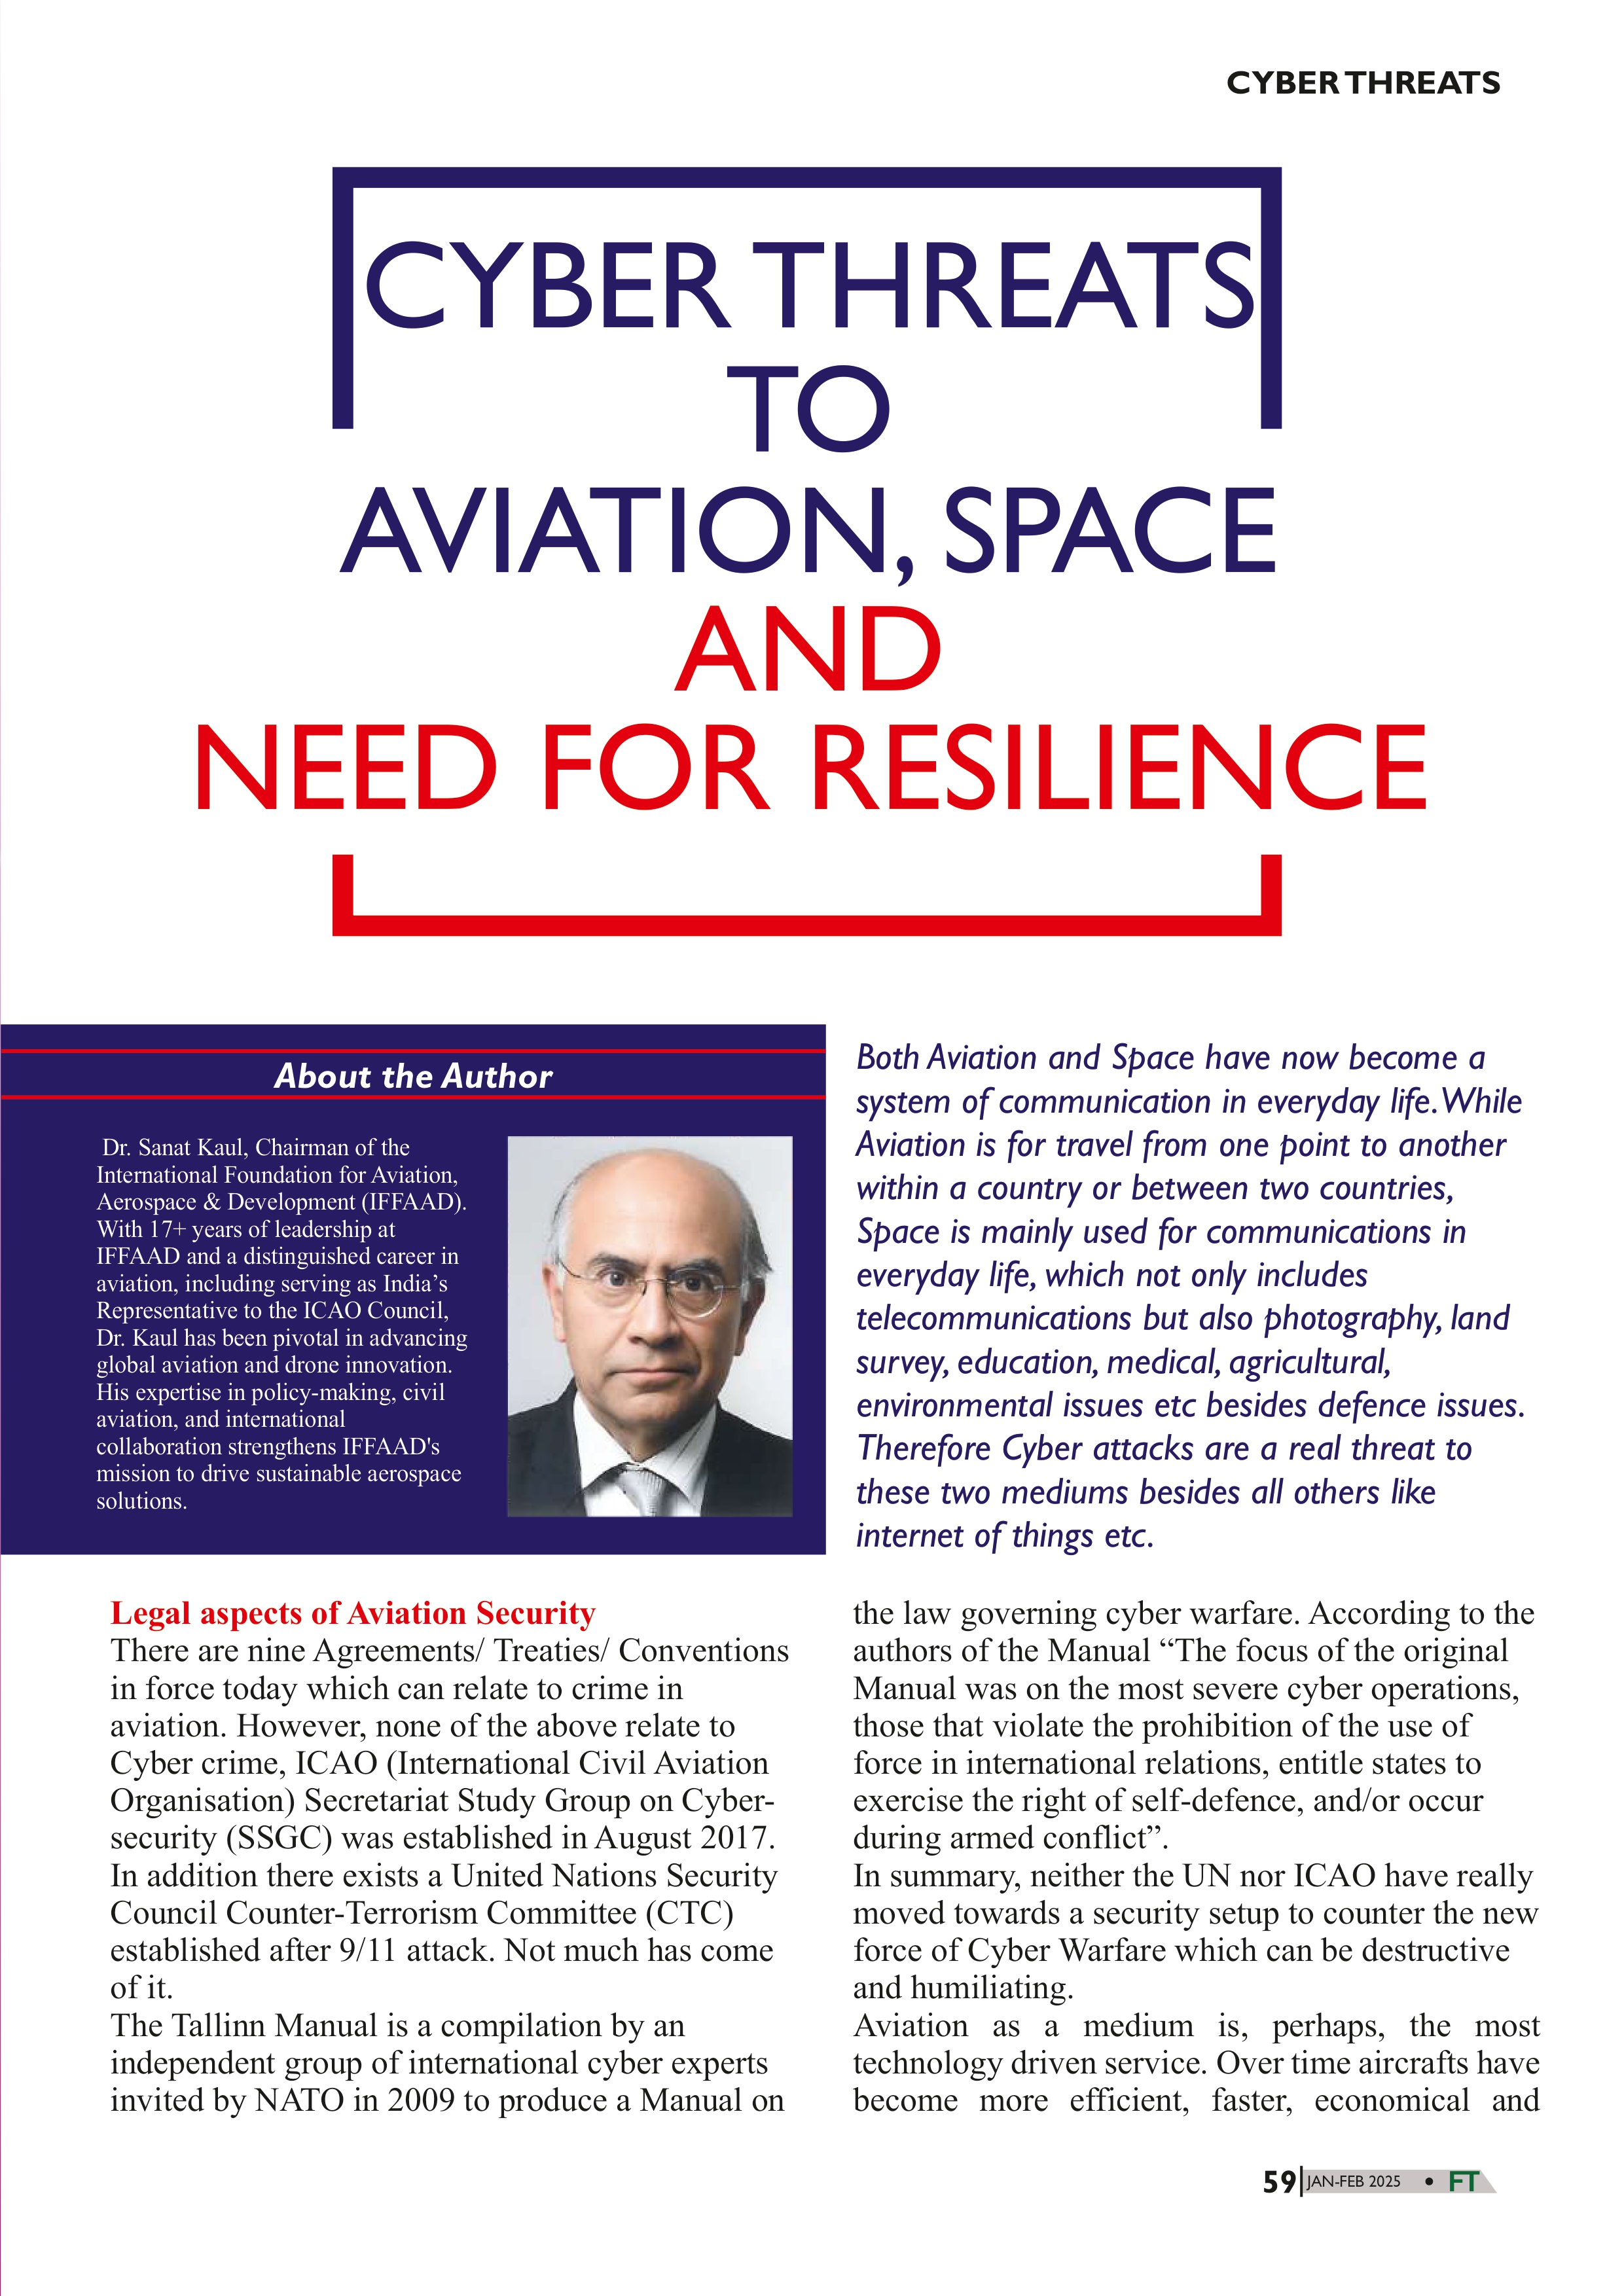 CYBER THREATS
CYBER THREATS
TO
AVIATION, SPACE
AND
NEED FOR RESILIENCE
About the Author
Dr. Sanat Kaul, Chairman of the
International Foundation for Aviation,
Aerospace & Development (IFFAAD).
With 17+ years of leadership at
IFFAAD and a distinguished career in
aviation, including serving as India’s
Representative to the ICAO Council,
Dr. Kaul has been pivotal in advancing
global aviation and drone innovation.
His expertise in policy-making, civil
aviation, and international
collaboration strengthens IFFAAD's
mission to drive sustainable aerospace
solutions.
Both Aviation and Space have now become a
system of communication in everyday life. While
Aviation is for travel from one point to another
within a country or between two countries,
Space is mainly used for communications in
everyday life, which not only includes
telecommunications but also photography, land
survey, education, medical, agricultural,
environmental issues etc besides defence issues.
Therefore Cyber attacks are a real threat to
these two mediums besides all others like
internet of things etc.
Legal aspects of Aviation Security
There are nine Agreements/ Treaties/ Conventions
in force today which can relate to crime in
aviation. However, none of the above relate to
Cyber crime, ICAO (International Civil Aviation
Organisation) Secretariat Study Group on Cyber-
security (SSGC) was established in August 2017.
In addition there exists a United Nations Security
Council Counter-Terrorism Committee (CTC)
established after 9/11 attack. Not much has come
of it.
The Tallinn Manual is a compilation by an
independent group of international cyber experts
invited by NATO in 2009 to produce a Manual on
the law governing cyber warfare. According to the
authors of the Manual “The focus of the original
Manual was on the most severe cyber operations,
those that violate the prohibition of the use of
force in international relations, entitle states to
exercise the right of self-defence, and/or occur
during armed conflict”.
In summary, neither the UN nor ICAO have really
moved towards a security setup to counter the new
force of Cyber Warfare which can be destructive
and humiliating.
Aviation as a medium is, perhaps, the most
technology driven service. Over time aircrafts have
become more efficient, faster, economical and
59 JAN-FEB 2025 • FT